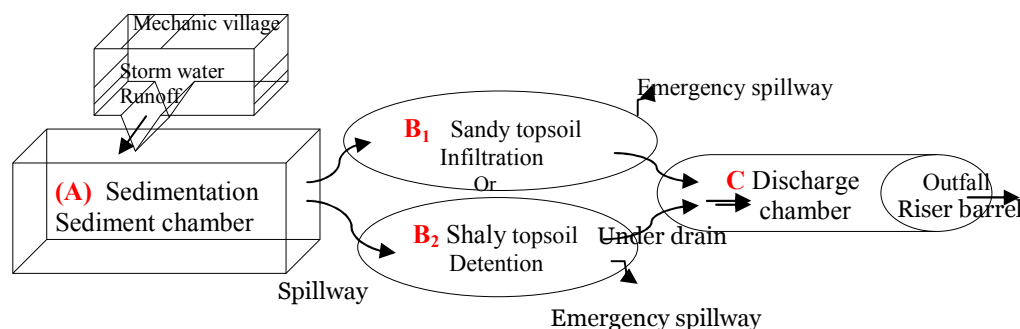 Mechanic village
Storm water
Runoff
Emergency spillway
B₁ Sandy topsoil
Infiltration
Or
(A) Sedimentation
Sediment chamber
C Discharge
chamber
Outfall
Riser barrel
B₂ Shaly topsoil
Detention
Under drain
Spillway
Emergency spillway